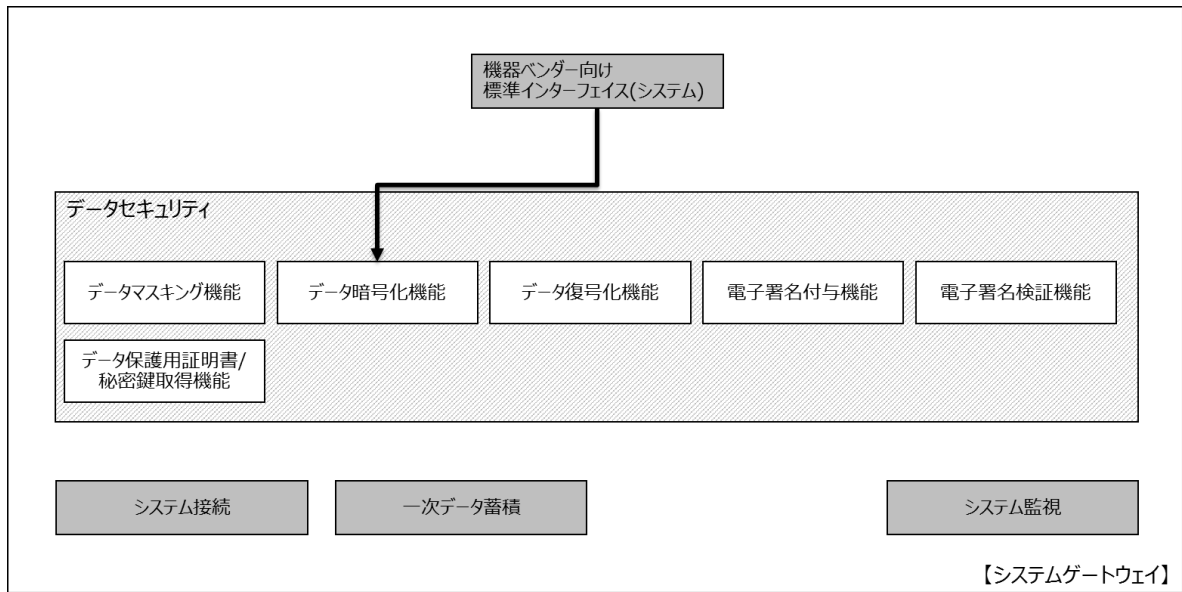 機器ベンダー向け
標準インターフェイス(システム)
データセキュリティ
データマスキング機能
データ暗号化機能
データ復号化機能
電子署名付与機能
電子署名検証機能
データ保護用証明書/
秘密鍵取得機能
システム接続
一次データ蓄積
システム監視
【システムゲートウェイ】